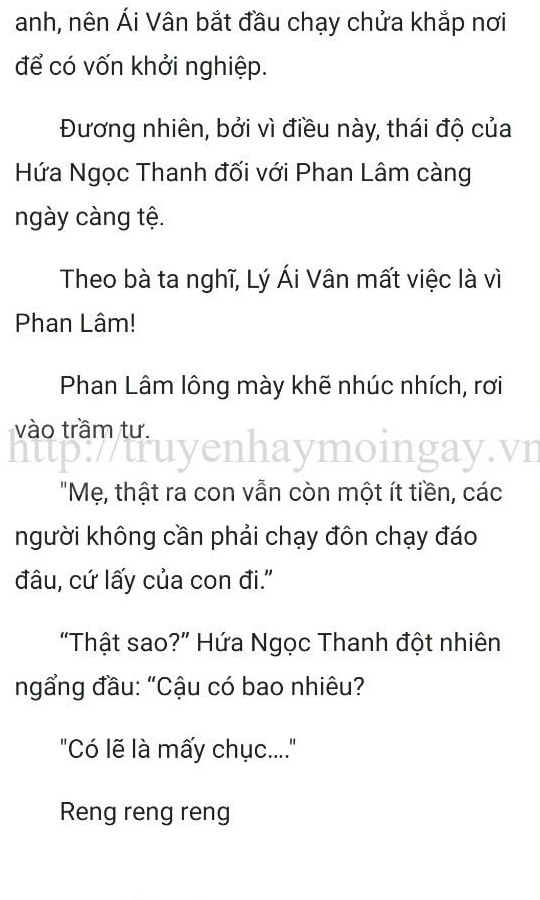 anh, nên Ái Vân bắt đầu chạy chửa khắp nơi
để có vốn khởi nghiệp.
Đương nhiên, bởi vì điều này, thái độ của
Hứa Ngọc Thanh đối với Phan Lâm càng
ngày càng tệ.
Theo bà ta nghĩ, Lý Ái Vân mất việc là vì
Phan Lâm!
Phan Lâm lông mày khẽ nhúc nhích, rơi
vào trầm tư.
http://truyenhaymoingay.vn
"Mẹ, thật ra con vẫn còn một ít tiền, các
người không cần phải chạy đôn chạy đáo
đâu, cứ lấy của con đi.”
“Thật sao?” Hứa Ngọc Thanh đột nhiên
ngẩng đầu: “Cậu có bao nhiêu?
"Có lẽ là mấy chục...."
Reng reng reng